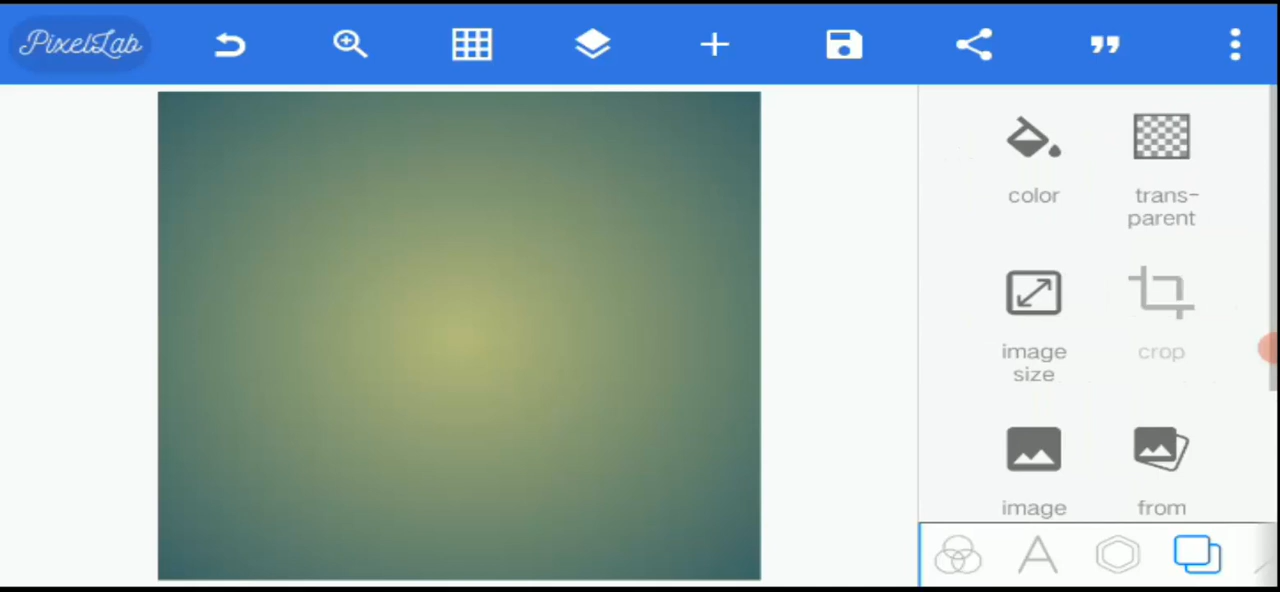 PixelLab
color
trans-
parent
image
size
crop
image
from